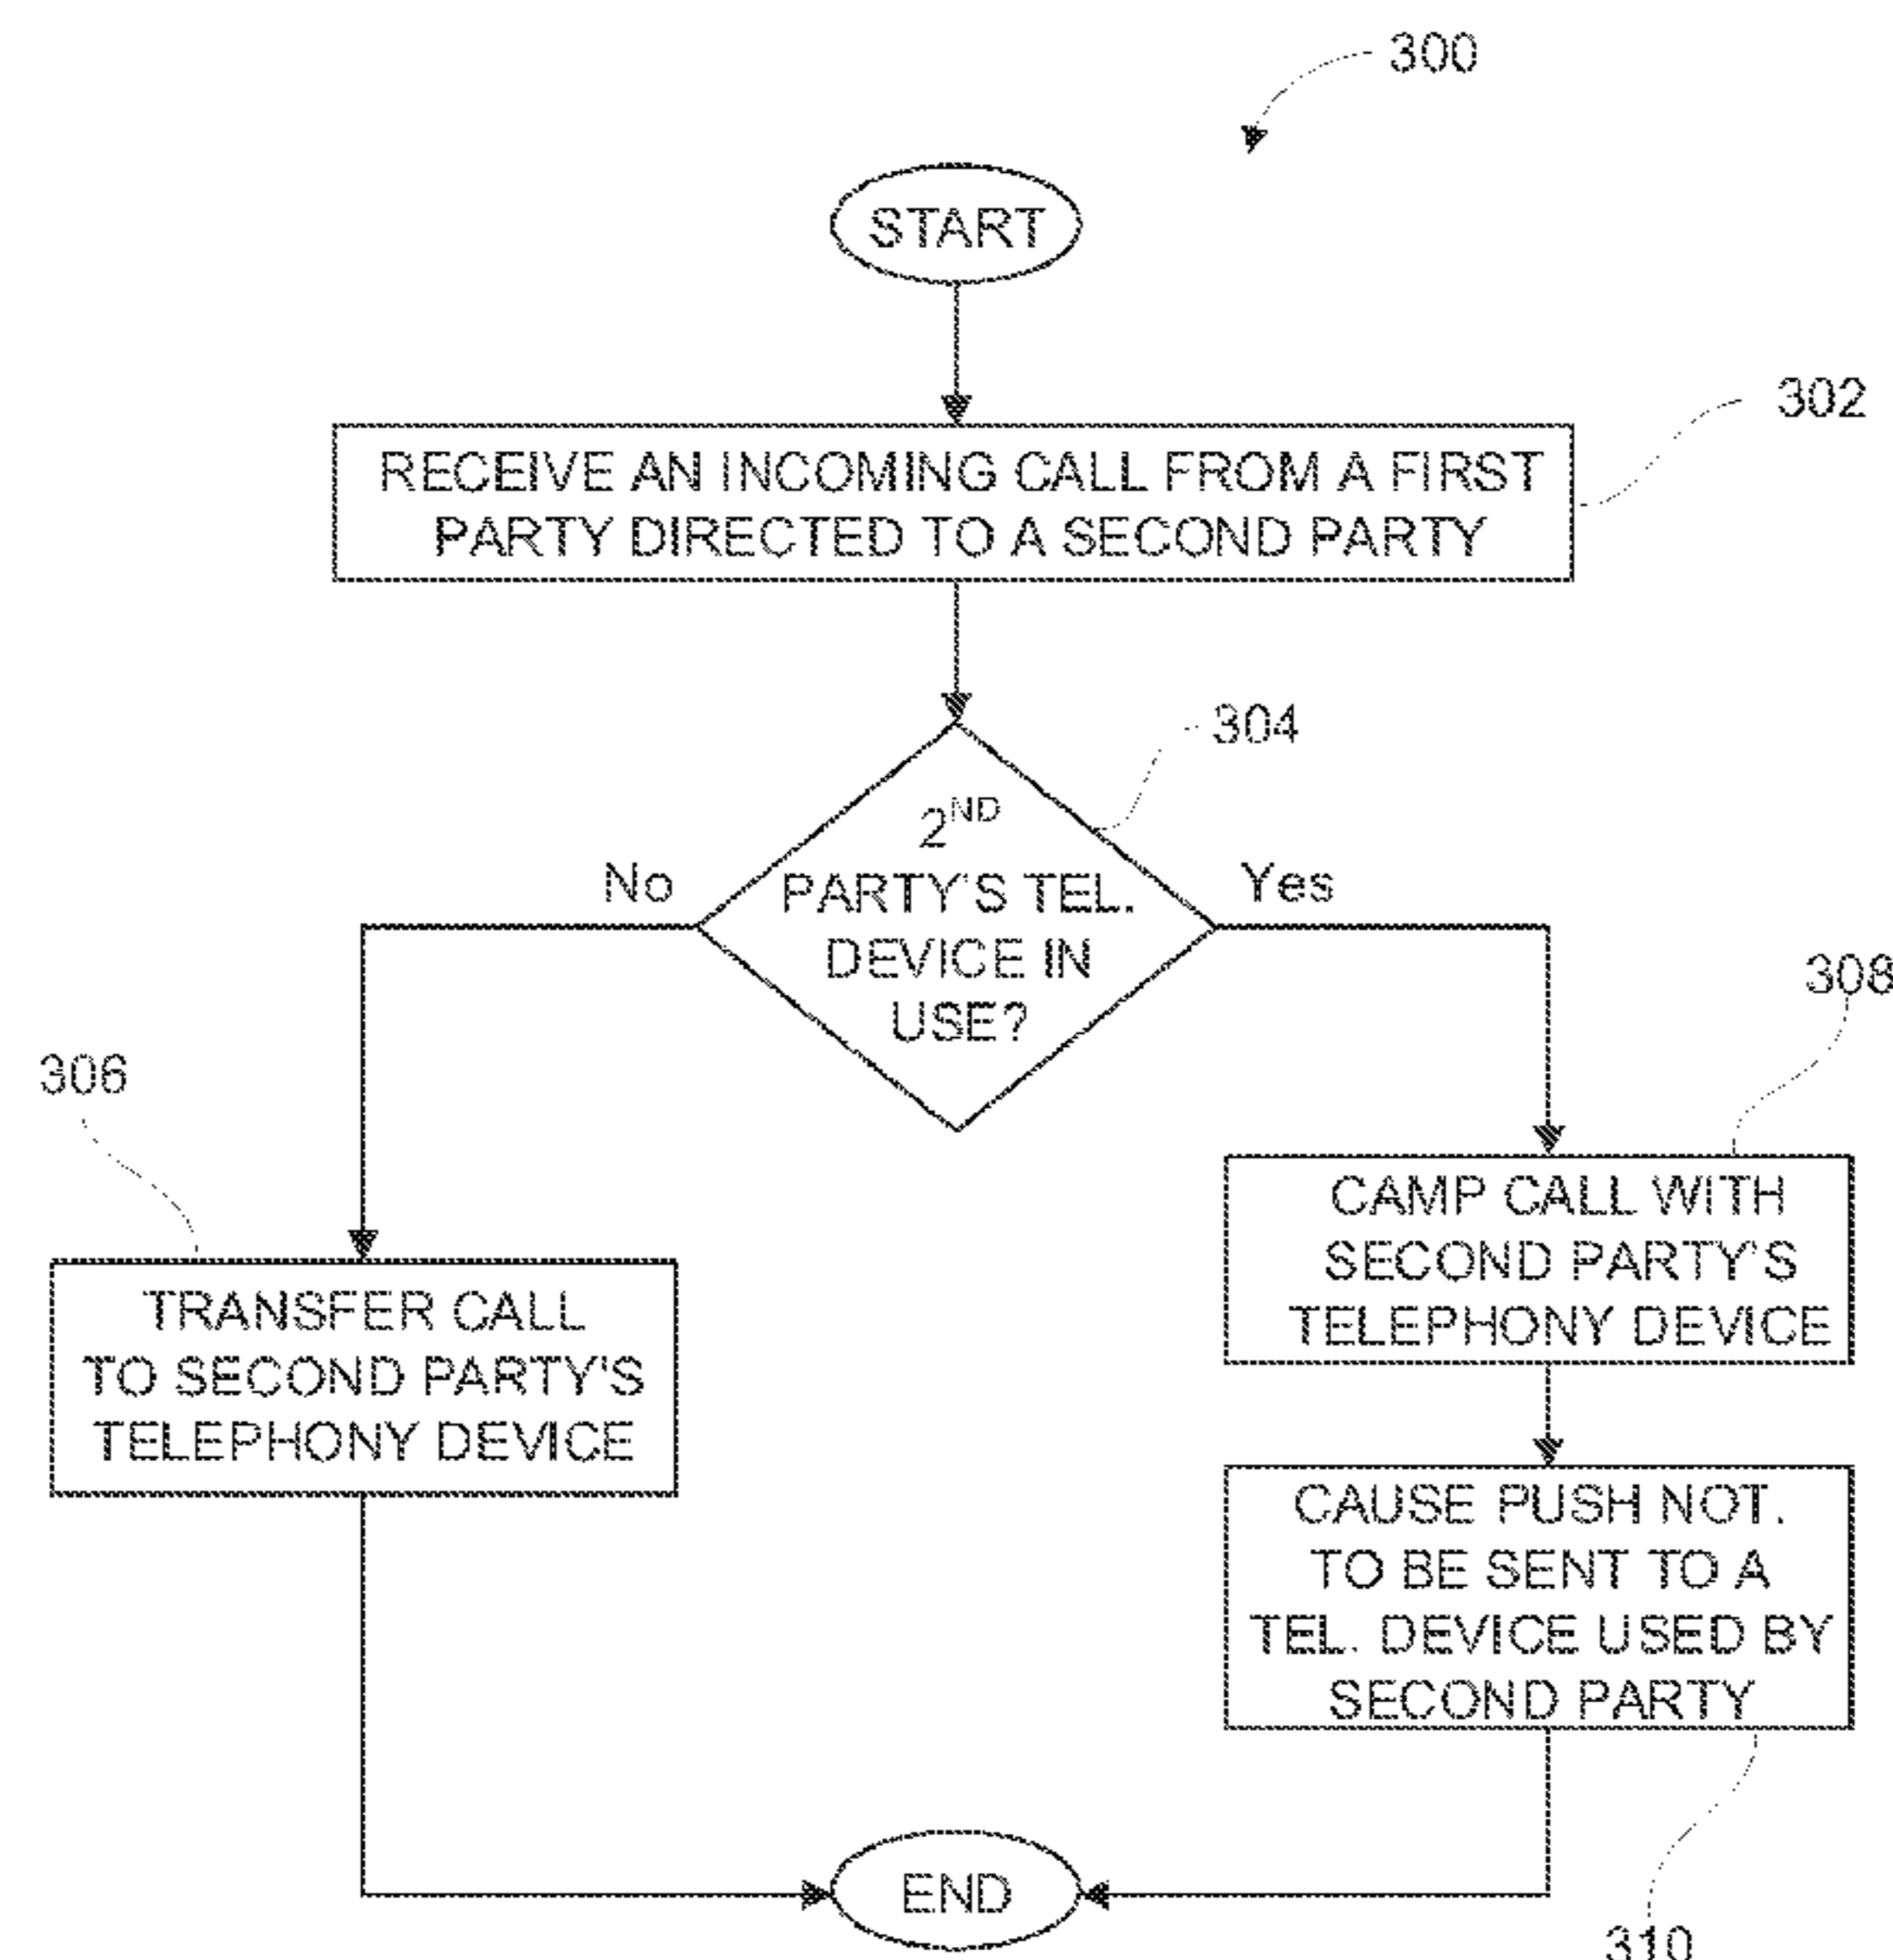 300
START
302
RECEIVE AN INCOMING CALL FROM A FIRST
PARTY DIRECTED TO A SECOND PARTY
304
2ND
PARTY'S TEL.
DEVICE IN
USE?
No
Yes
306
TRANSFER CALL
TO SECOND PARTY'S
TELEPHONY DEVICE
308
CAMP CALL WITH
SECOND PARTY'S
TELEPHONY DEVICE
CAUSE PUSH NOT.
TO BE SENT TO A
TEL. DEVICE USED BY
SECOND PARTY
310
END